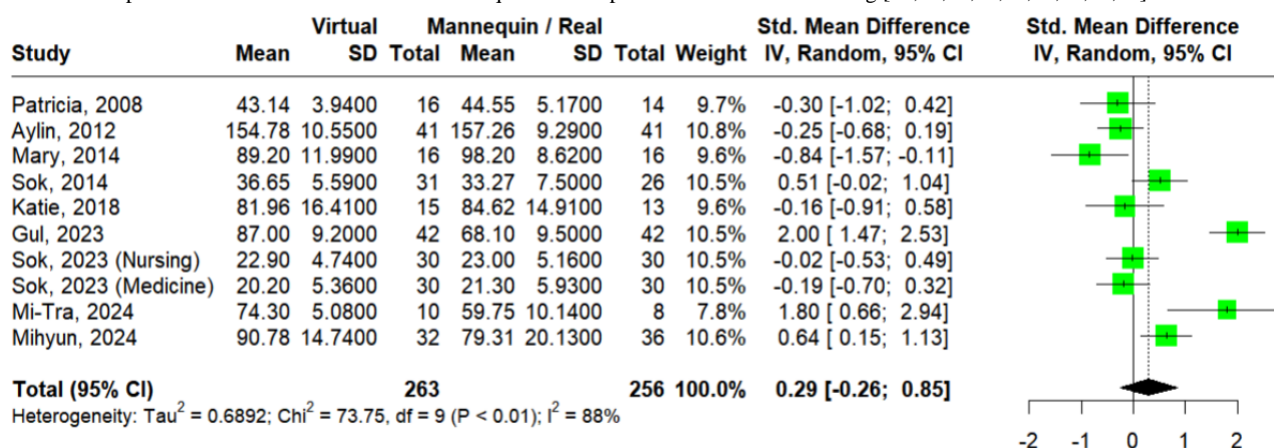 Virtual Mannequin / Real Std. Mean Difference Std. Mean Difference
Study Mean SD Total Mean SD Total Weight IV, Random, 95% CI IV, Random, 95% CI
Patricia, 2008 43.14 3.9400 16 44.55 5.1700 14 9.7% -0.30 [-1.02; 0.42]
Aylin, 2012 154.78 10.5500 41 157.26 9.2900 41 10.8% -0.25 [-0.68; 0.19]
Mary, 2014 89.20 11.9900 16 98.20 8.6200 16 9.6% -0.84 [-1.57; -0.11]
Sok, 2014 36.65 5.5900 31 33.27 7.5000 26 10.5% 0.51 [-0.02; 1.04]
Katie, 2018 81.96 16.4100 15 84.62 14.9100 13 9.6% -0.16 [-0.91; 0.58]
Gul, 2023 87.00 9.2000 42 68.10 9.5000 42 10.5% 2.00 [ 1.47; 2.53]
Sok, 2023 (Nursing) 22.90 4.7400 30 23.00 5.1600 30 10.5% -0.02 [-0.53; 0.49]
Sok, 2023 (Medicine) 20.20 5.3600 30 21.30 5.9300 30 10.5% -0.19 [-0.70; 0.32]
Mi-Tra, 2024 74.30 5.0800 10 59.75 10.1400 8 7.8% 1.80 [ 0.66; 2.94]
Mihyun, 2024 90.78 14.7400 32 79.31 20.1300 36 10.6% 0.64 [ 0.15; 1.13]
Total (95% CI) 263 256 100.0% 0.29 [-0.26; 0.85]
Heterogeneity: Tau² = 0.6892; Chi² = 73.75, df = 9 (P < 0.01); I² = 88%
-2 -1 0 1 2